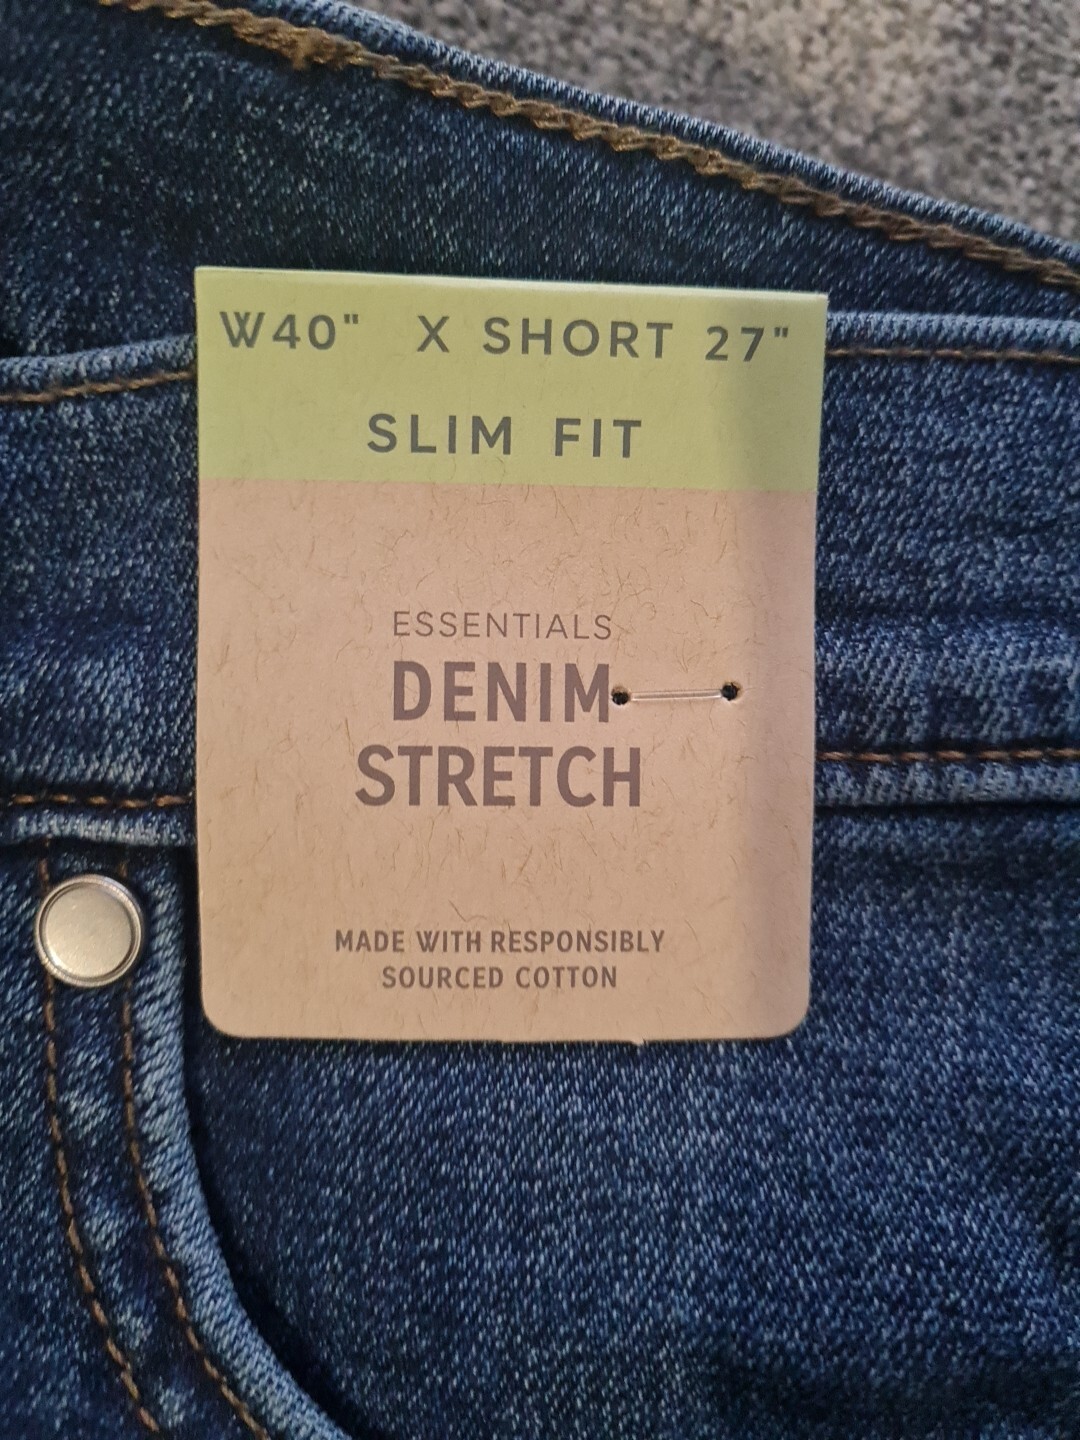 W40" X SHORT 27"
SLIM FIT
ESSENTIALS
DENIM
STRETCH
MADE WITH RESPONSIBLY
SOURCED COTTON